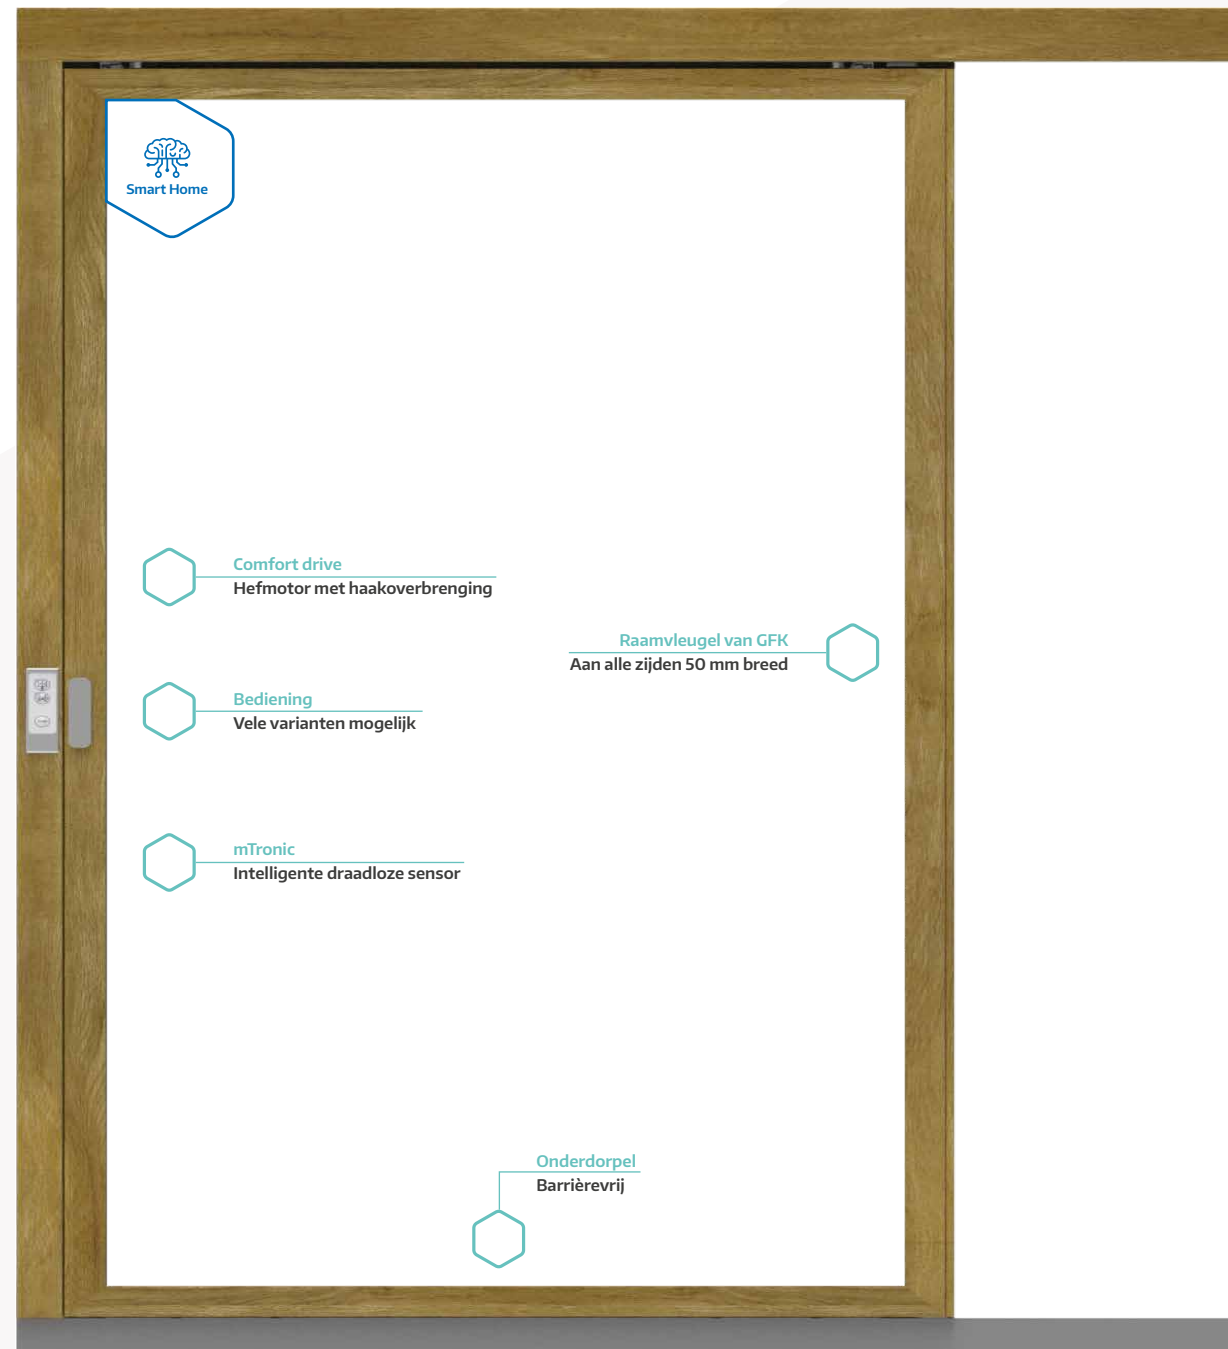 Smart Home
Comfort drive
Hefmotor met haakoverbrenging
Raamvleugel van GFK
Aan alle zijden 50 mm breed
Bediening
Vele varianten mogelijk
mTronic
Intelligente draadloze sensor
Onderdorpel
Barrièrevrij